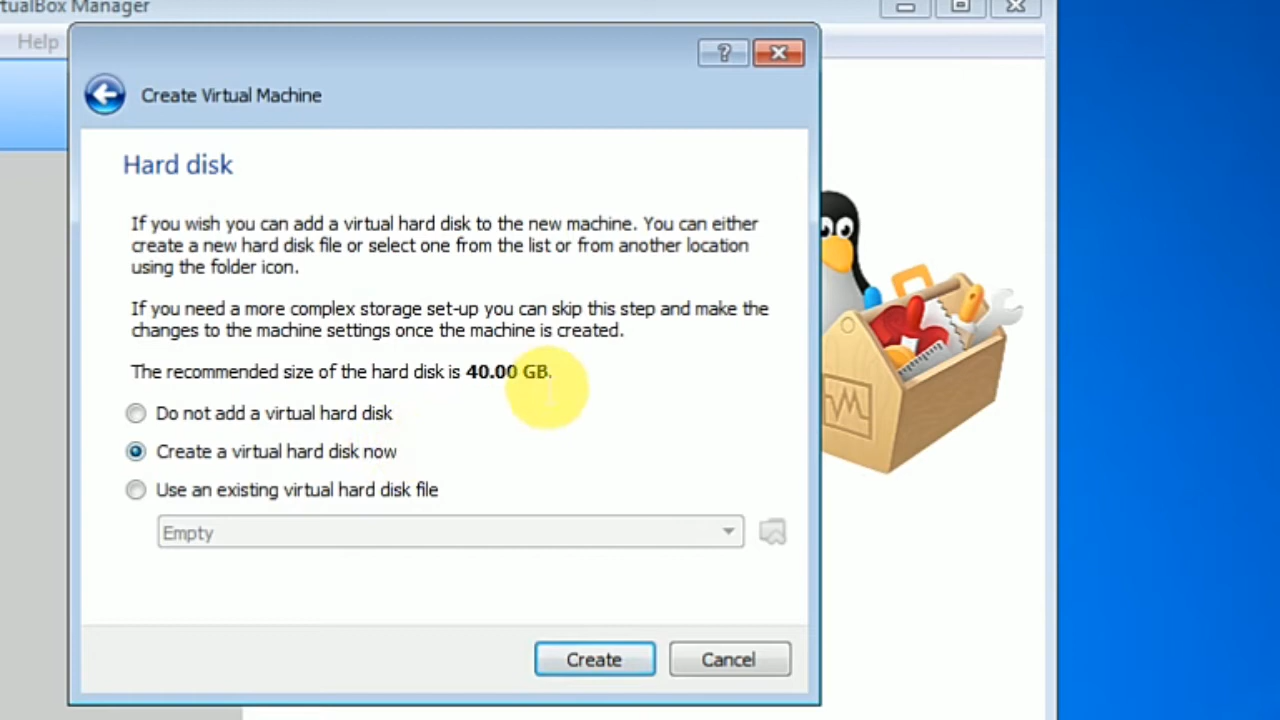 tualBox Manager
Help
?
Create Virtual Machine
Hard disk
If you wish you can add a virtual hard disk to the new machine. You can either
create a new hard disk file or select one from the list or from another location
using the folder icon.
If you need a more complex storage set-up you can skip this step and make the
changes to the machine settings once the machine is created.
The recommended size of the hard disk is 40.00 GB.
Do not add a virtual hard disk
Create a virtual hard disk now
Use an existing virtual hard disk file
Empty
Create
Cancel